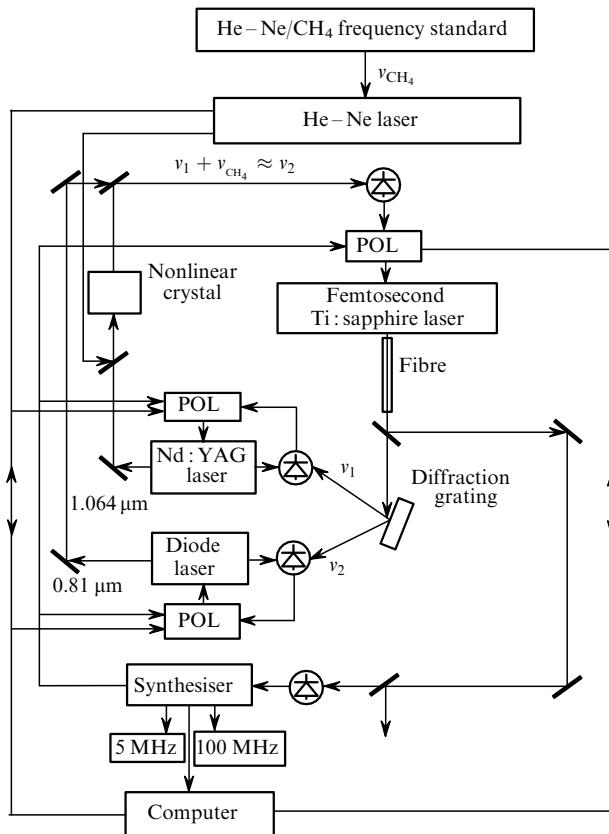 He – Ne/CH₄ frequency standard
ν_CH₄
He – Ne laser
ν₁ + ν_CH₄ ≈ ν₂
POL
Nonlinear
crystal
Femtosecond
Ti : sapphire laser
Fibre
POL
Nd : YAG
laser
ν₁
Diffraction
grating
1.064 μm
Diode
laser
ν₂
0.81 μm
POL
Synthesiser
5 MHz
100 MHz
Computer